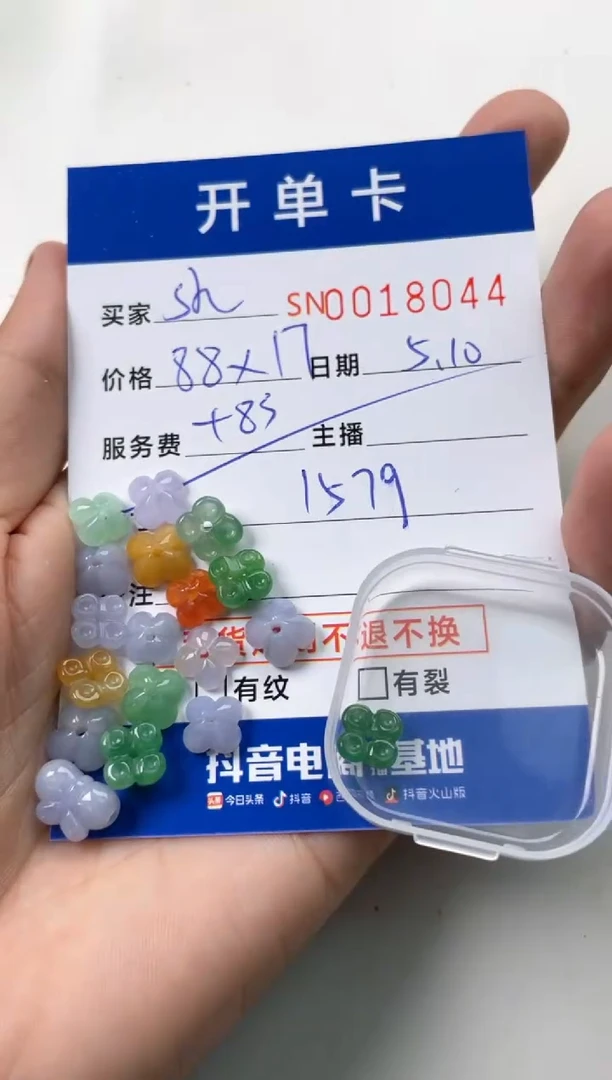 开单卡
买家 sh SN0018044
价格 88×17 日期 5.10
服务费 +83 主播
1579
注
货 不退不换
有纹 有裂
抖音电 基地
今日头条 抖音 西 抖音火山版